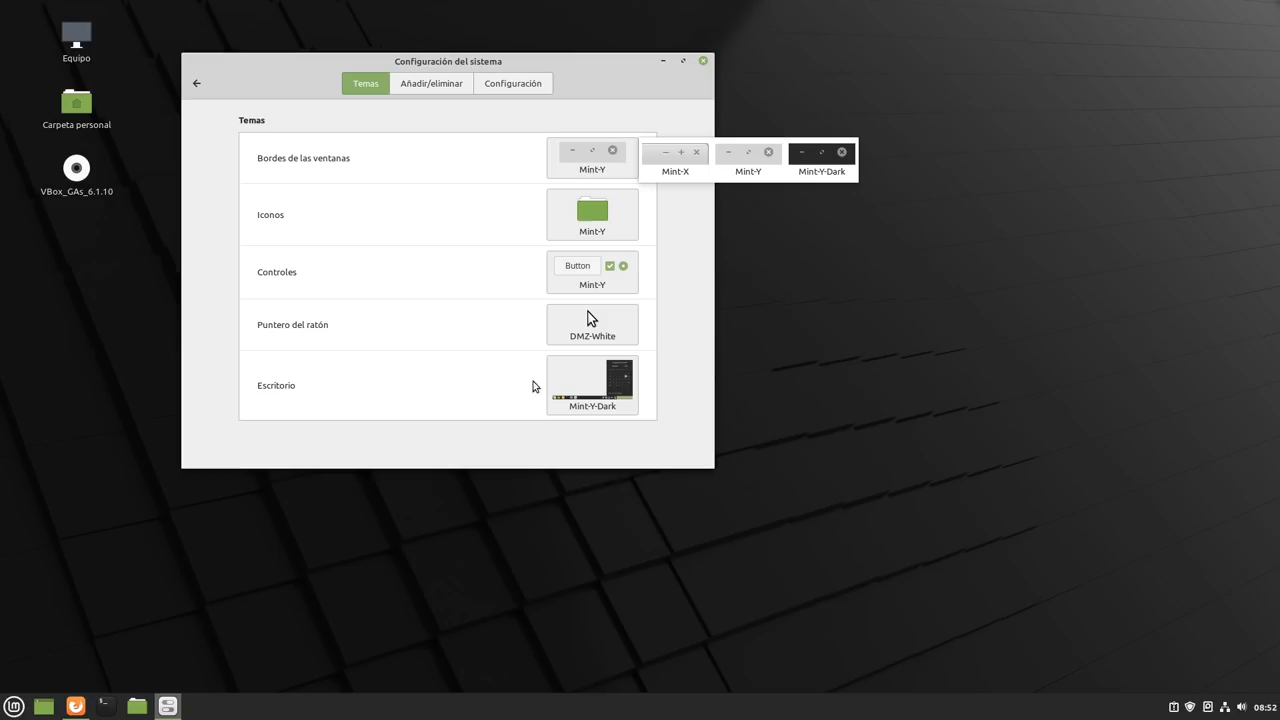 Equipo
Carpeta personal
VBox_GAs_6.1.10
Configuración del sistema
Temas
Añadir/eliminar
Configuración
Temas
Bordes de las ventanas
Mint-Y
Mint-X
Mint-Y
Mint-Y-Dark
Iconos
Mint-Y
Controles
Button
Mint-Y
Puntero del ratón
DMZ-White
Escritorio
Mint-Y-Dark
08:52